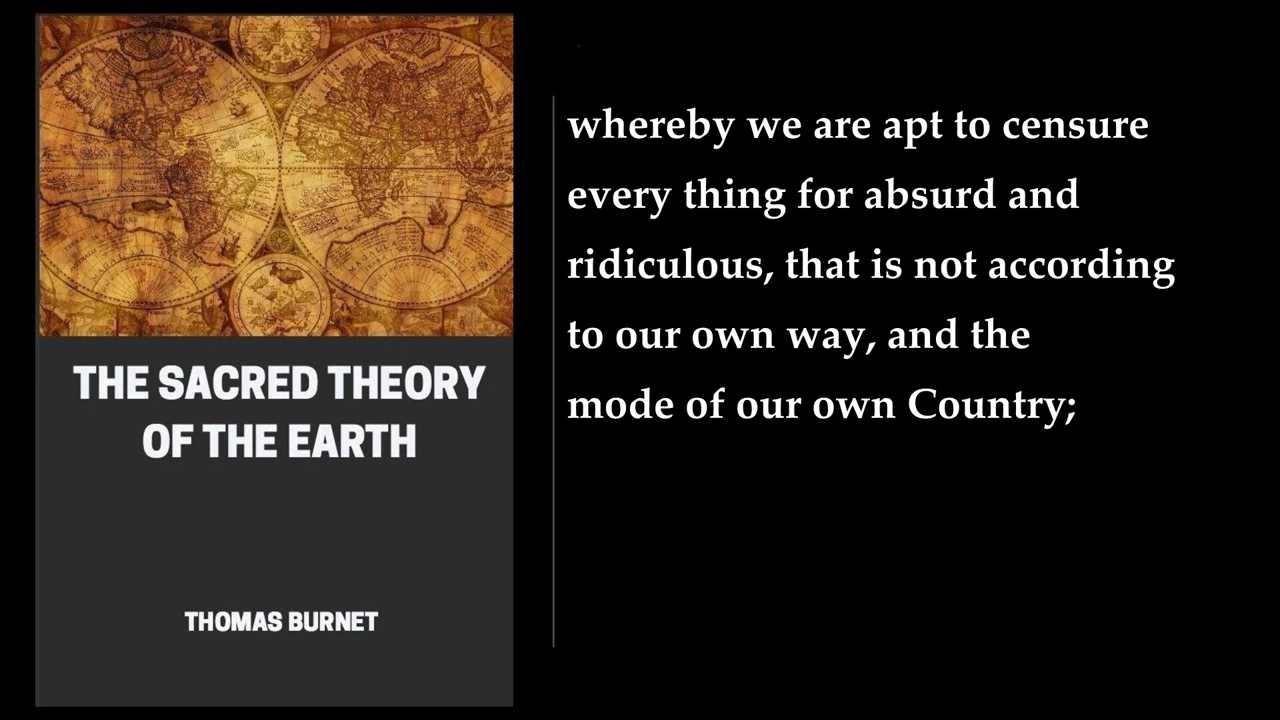 THE SACRED THEORY
OF THE EARTH
THOMAS BURNET
whereby we are apt to censure
every thing for absurd and
ridiculous, that is not according
to our own way, and the
mode of our own Country;